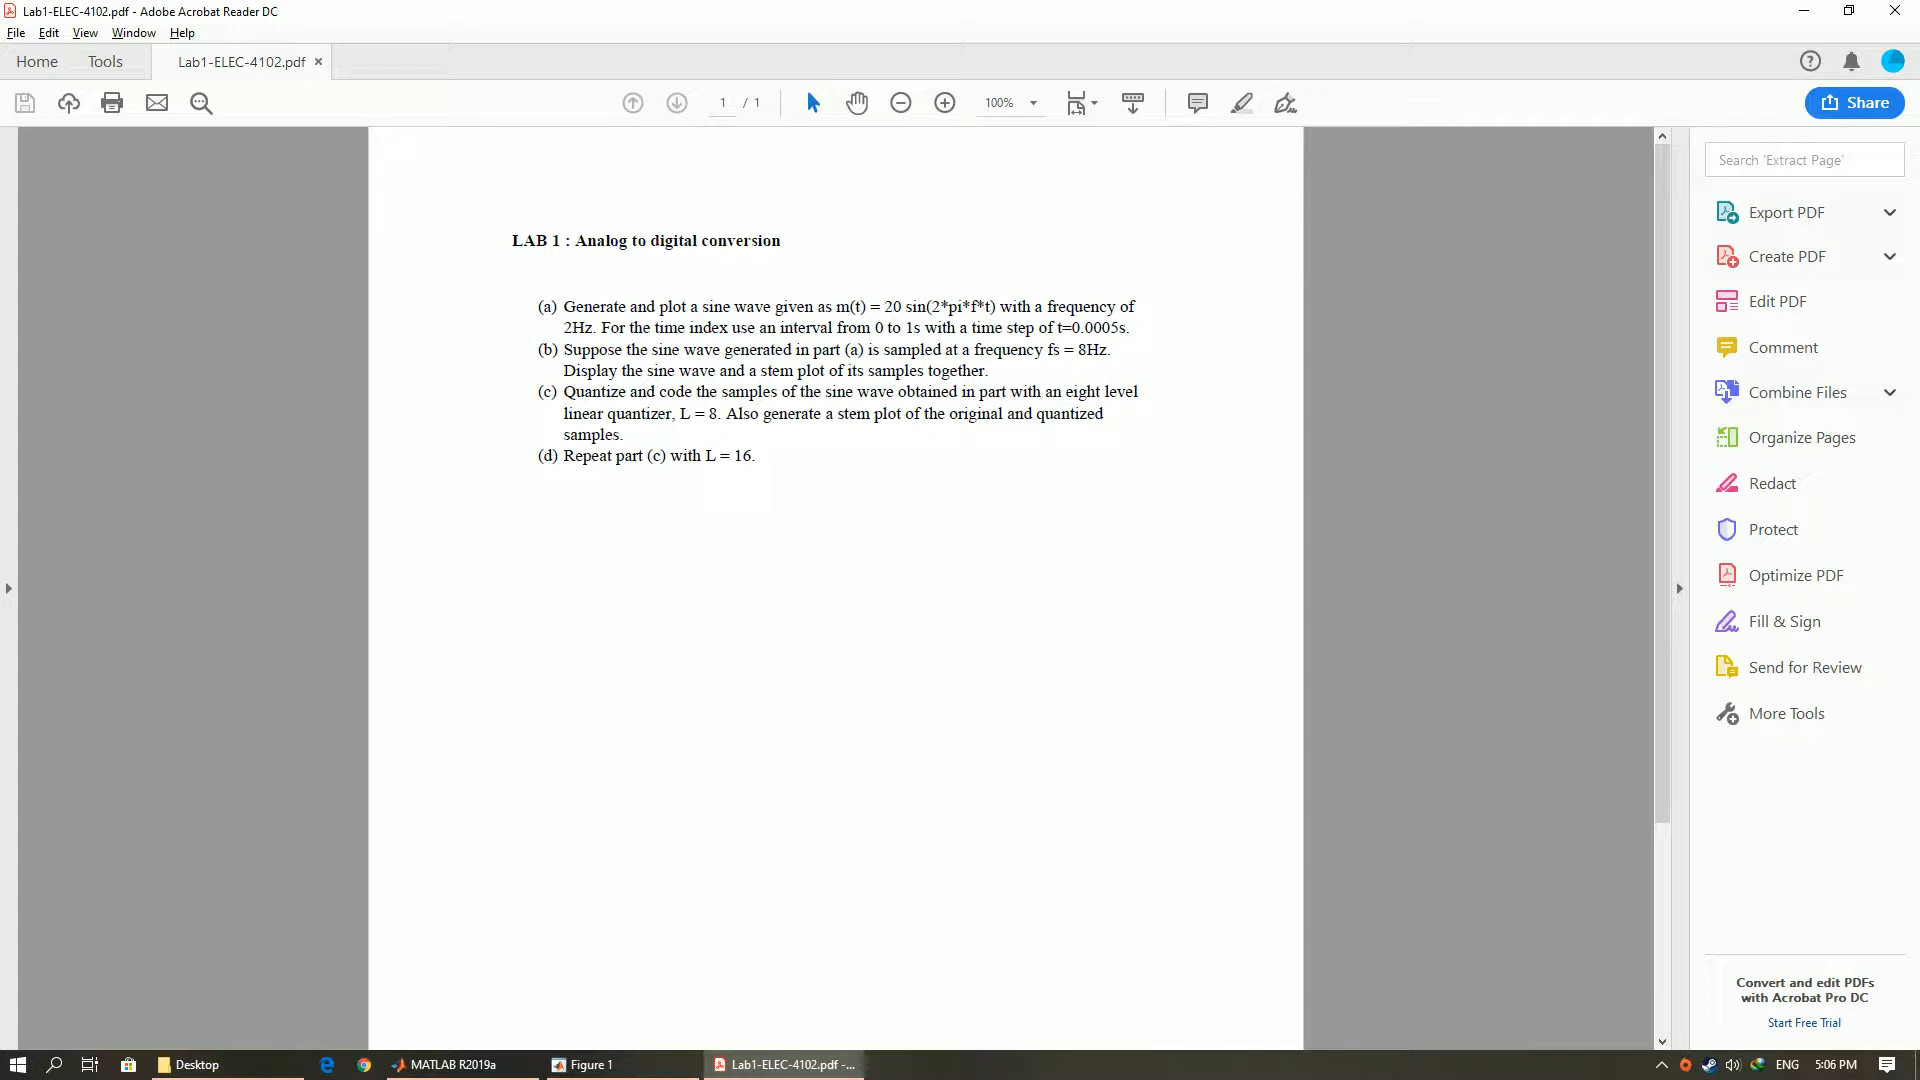 Lab1-ELEC-4102.pdf - Adobe Acrobat Reader DC
File Edit View Window Help
Home Tools Lab1-ELEC-4102.pdf
1 / 1 100% Share
Search 'Extract Page'
Export PDF
Create PDF
Edit PDF
Comment
Combine Files
Organize Pages
Redact
Protect
Optimize PDF
Fill & Sign
Send for Review
More Tools
Convert and edit PDFs
with Acrobat Pro DC
Start Free Trial
LAB 1 : Analog to digital conversion
(a) Generate and plot a sine wave given as m(t) = 20 sin(2*pi*f*t) with a frequency of
2Hz. For the time index use an interval from 0 to 1s with a time step of t=0.0005s.
(b) Suppose the sine wave generated in part (a) is sampled at a frequency fs = 8Hz.
Display the sine wave and a stem plot of its samples together.
(c) Quantize and code the samples of the sine wave obtained in part with an eight level
linear quantizer, L = 8. Also generate a stem plot of the original and quantized
samples.
(d) Repeat part (c) with L = 16.
Desktop MATLAB R2019a Figure 1 Lab1-ELEC-4102.pdf -... ENG 5:06 PM